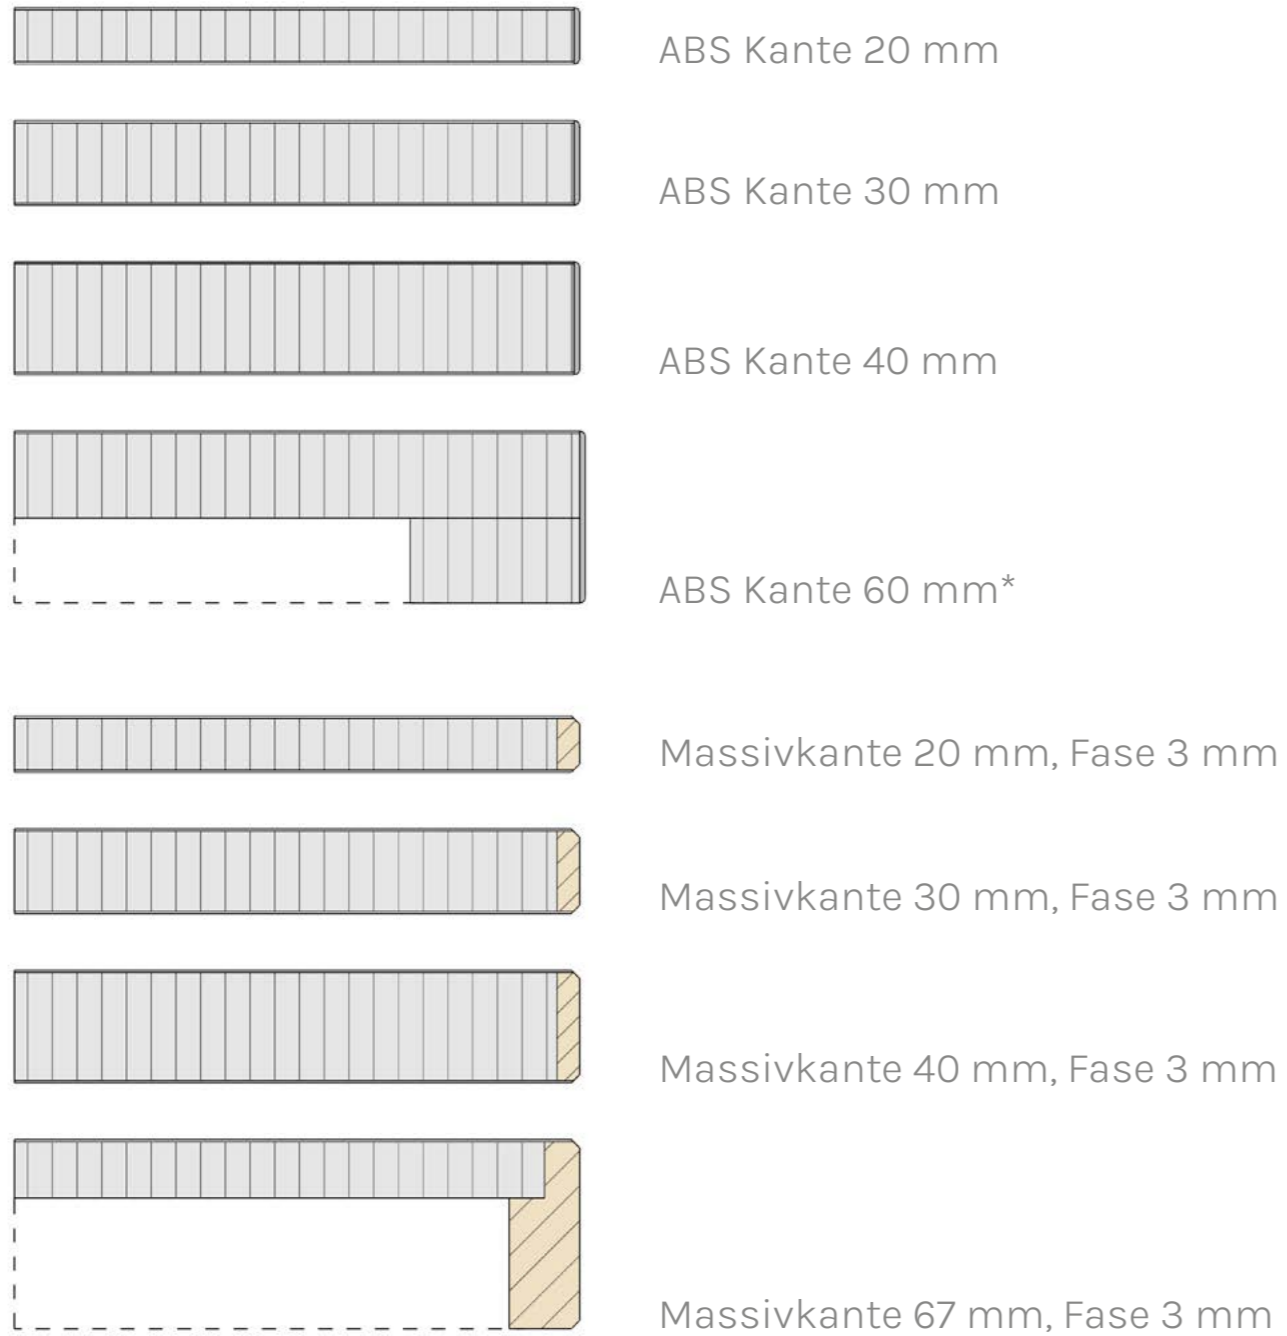 ABS Kante 20 mm
ABS Kante 30 mm
ABS Kante 40 mm
ABS Kante 60 mm*
Massivkante 20 mm, Fase 3 mm
Massivkante 30 mm, Fase 3 mm
Massivkante 40 mm, Fase 3 mm
Massivkante 67 mm, Fase 3 mm